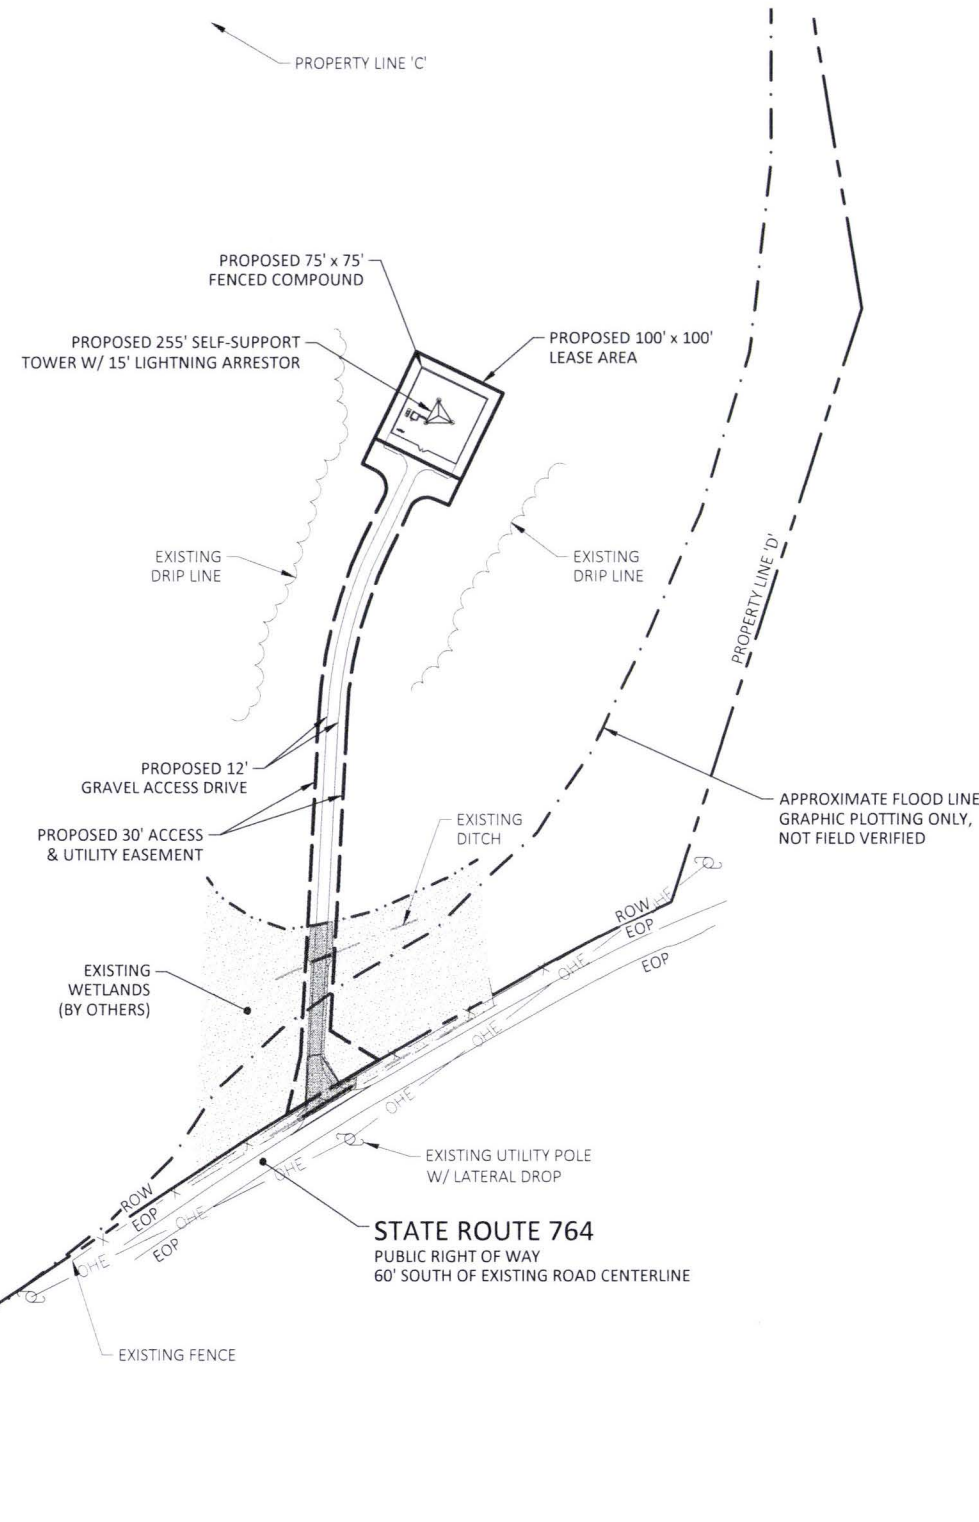 PROPERTY LINE 'C'
PROPOSED 75' x 75'
FENCED COMPOUND
PROPOSED 255' SELF-SUPPORT
TOWER W/ 15' LIGHTNING ARRESTOR
PROPOSED 100' x 100'
LEASE AREA
EXISTING
DRIP LINE
EXISTING
DRIP LINE
PROPERTY LINE 'D'
PROPOSED 12'
GRAVEL ACCESS DRIVE
PROPOSED 30' ACCESS
& UTILITY EASEMENT
EXISTING
DITCH
APPROXIMATE FLOOD LINE
GRAPHIC PLOTTING ONLY,
NOT FIELD VERIFIED
OHE
ROW
EOP
EOP
X
OHE
EXISTING
WETLANDS
(BY OTHERS)
X
OHE
X
OHE
X
EXISTING UTILITY POLE
W/ LATERAL DROP
OHE
X
ROW
EOP
OHE
X
EOP
OHE
STATE ROUTE 764
PUBLIC RIGHT OF WAY
60' SOUTH OF EXISTING ROAD CENTERLINE
EXISTING FENCE